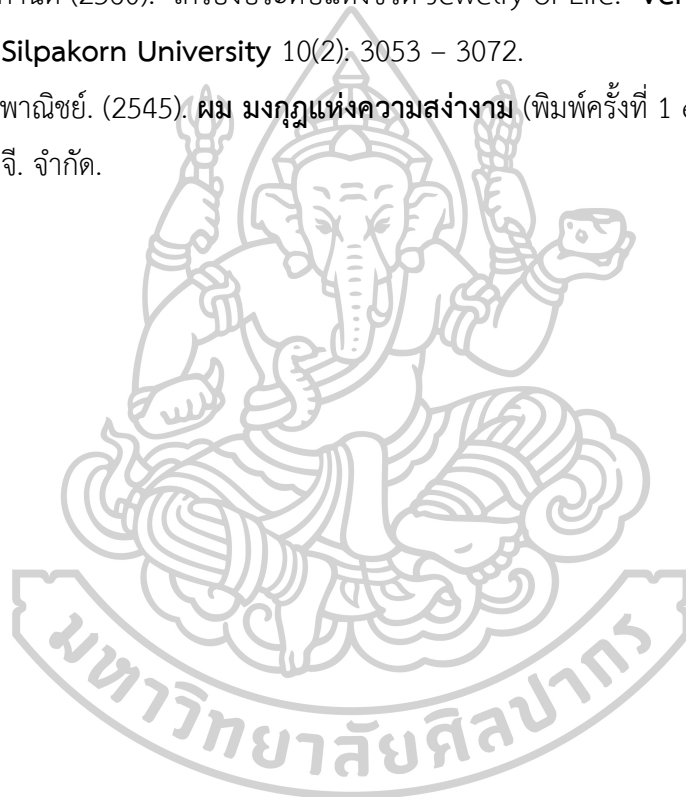 Jewelry of Life.
Silpakorn University 10(2): 3053 – 3072.
พาณิชย์. (2545). ผม มงกุฎแห่งความสง่างาม (พิมพ์ครั้งที่ 1
จี. จำกัด.
มหาวิทยาลัยศิลปากร